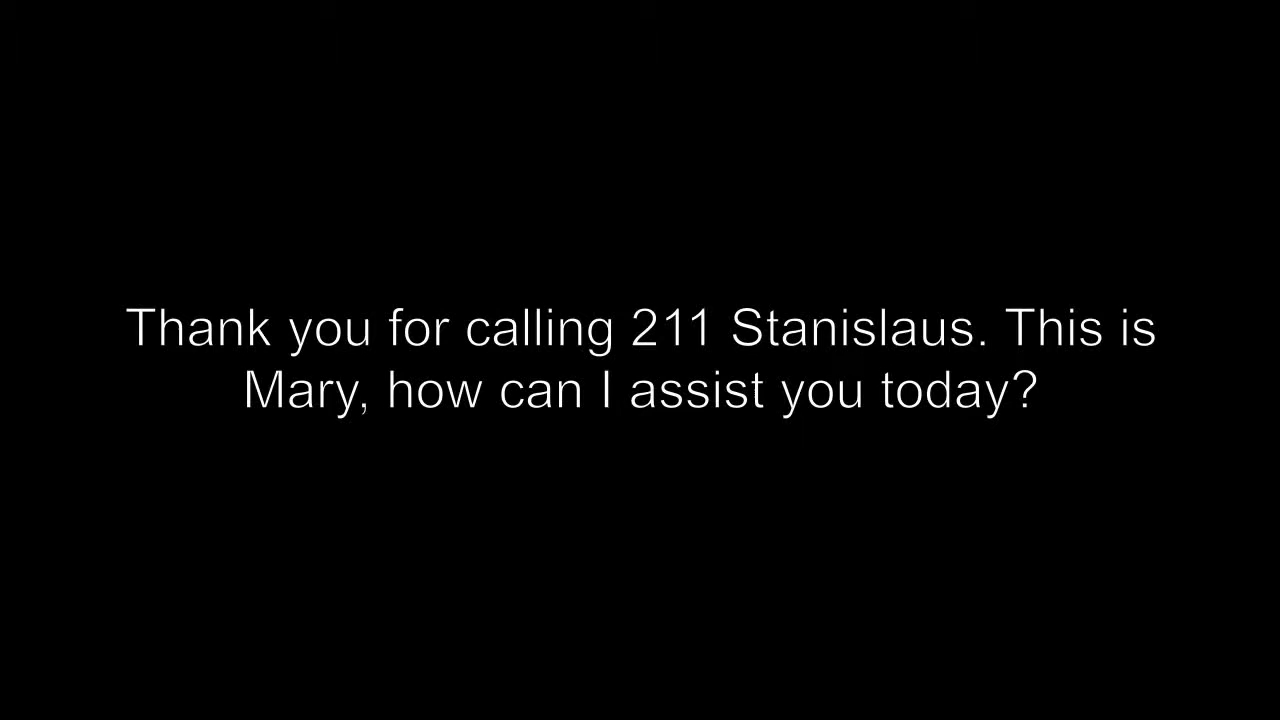 Thank you for calling 211 Stanislaus. This is
Mary, how can I assist you today?